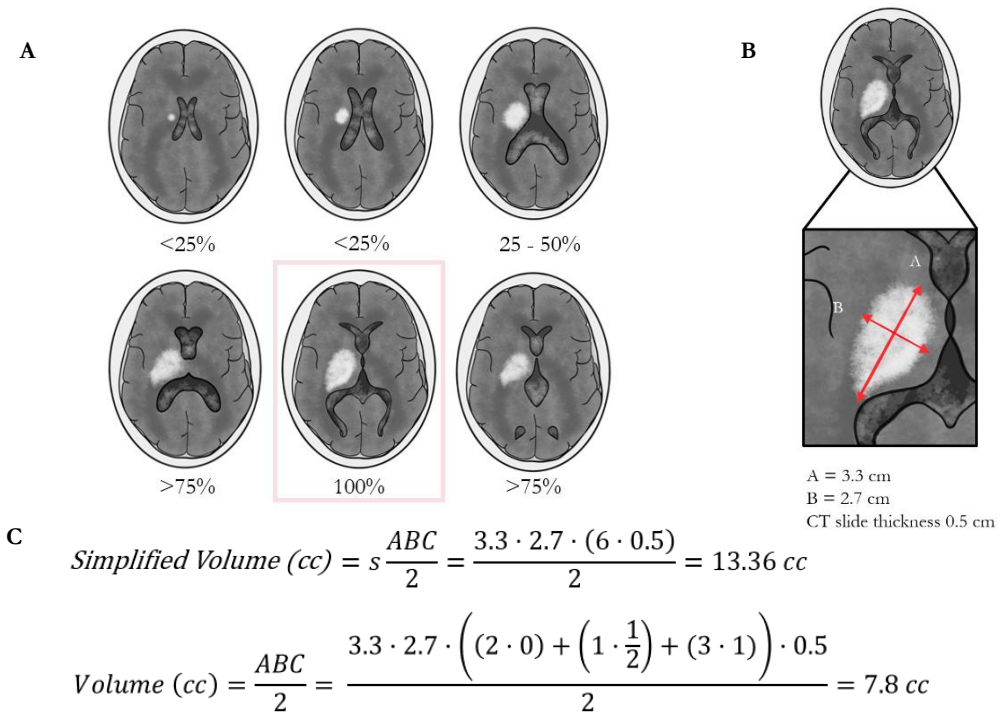 A
B
<25%
<25%
25 - 50%
>75%
100%
>75%
A
B
A = 3.3 cm
B = 2.7 cm
CT slide thickness 0.5 cm
C
Simplified Volume (cc) = s ABC/2 = 3.3 · 2.7 · (6 · 0.5)/2 = 13.36 cc
Volume (cc) = ABC/2 = 3.3 · 2.7 · ((2 · 0) + (1 · 1/2) + (3 · 1)) · 0.5/2 = 7.8 cc